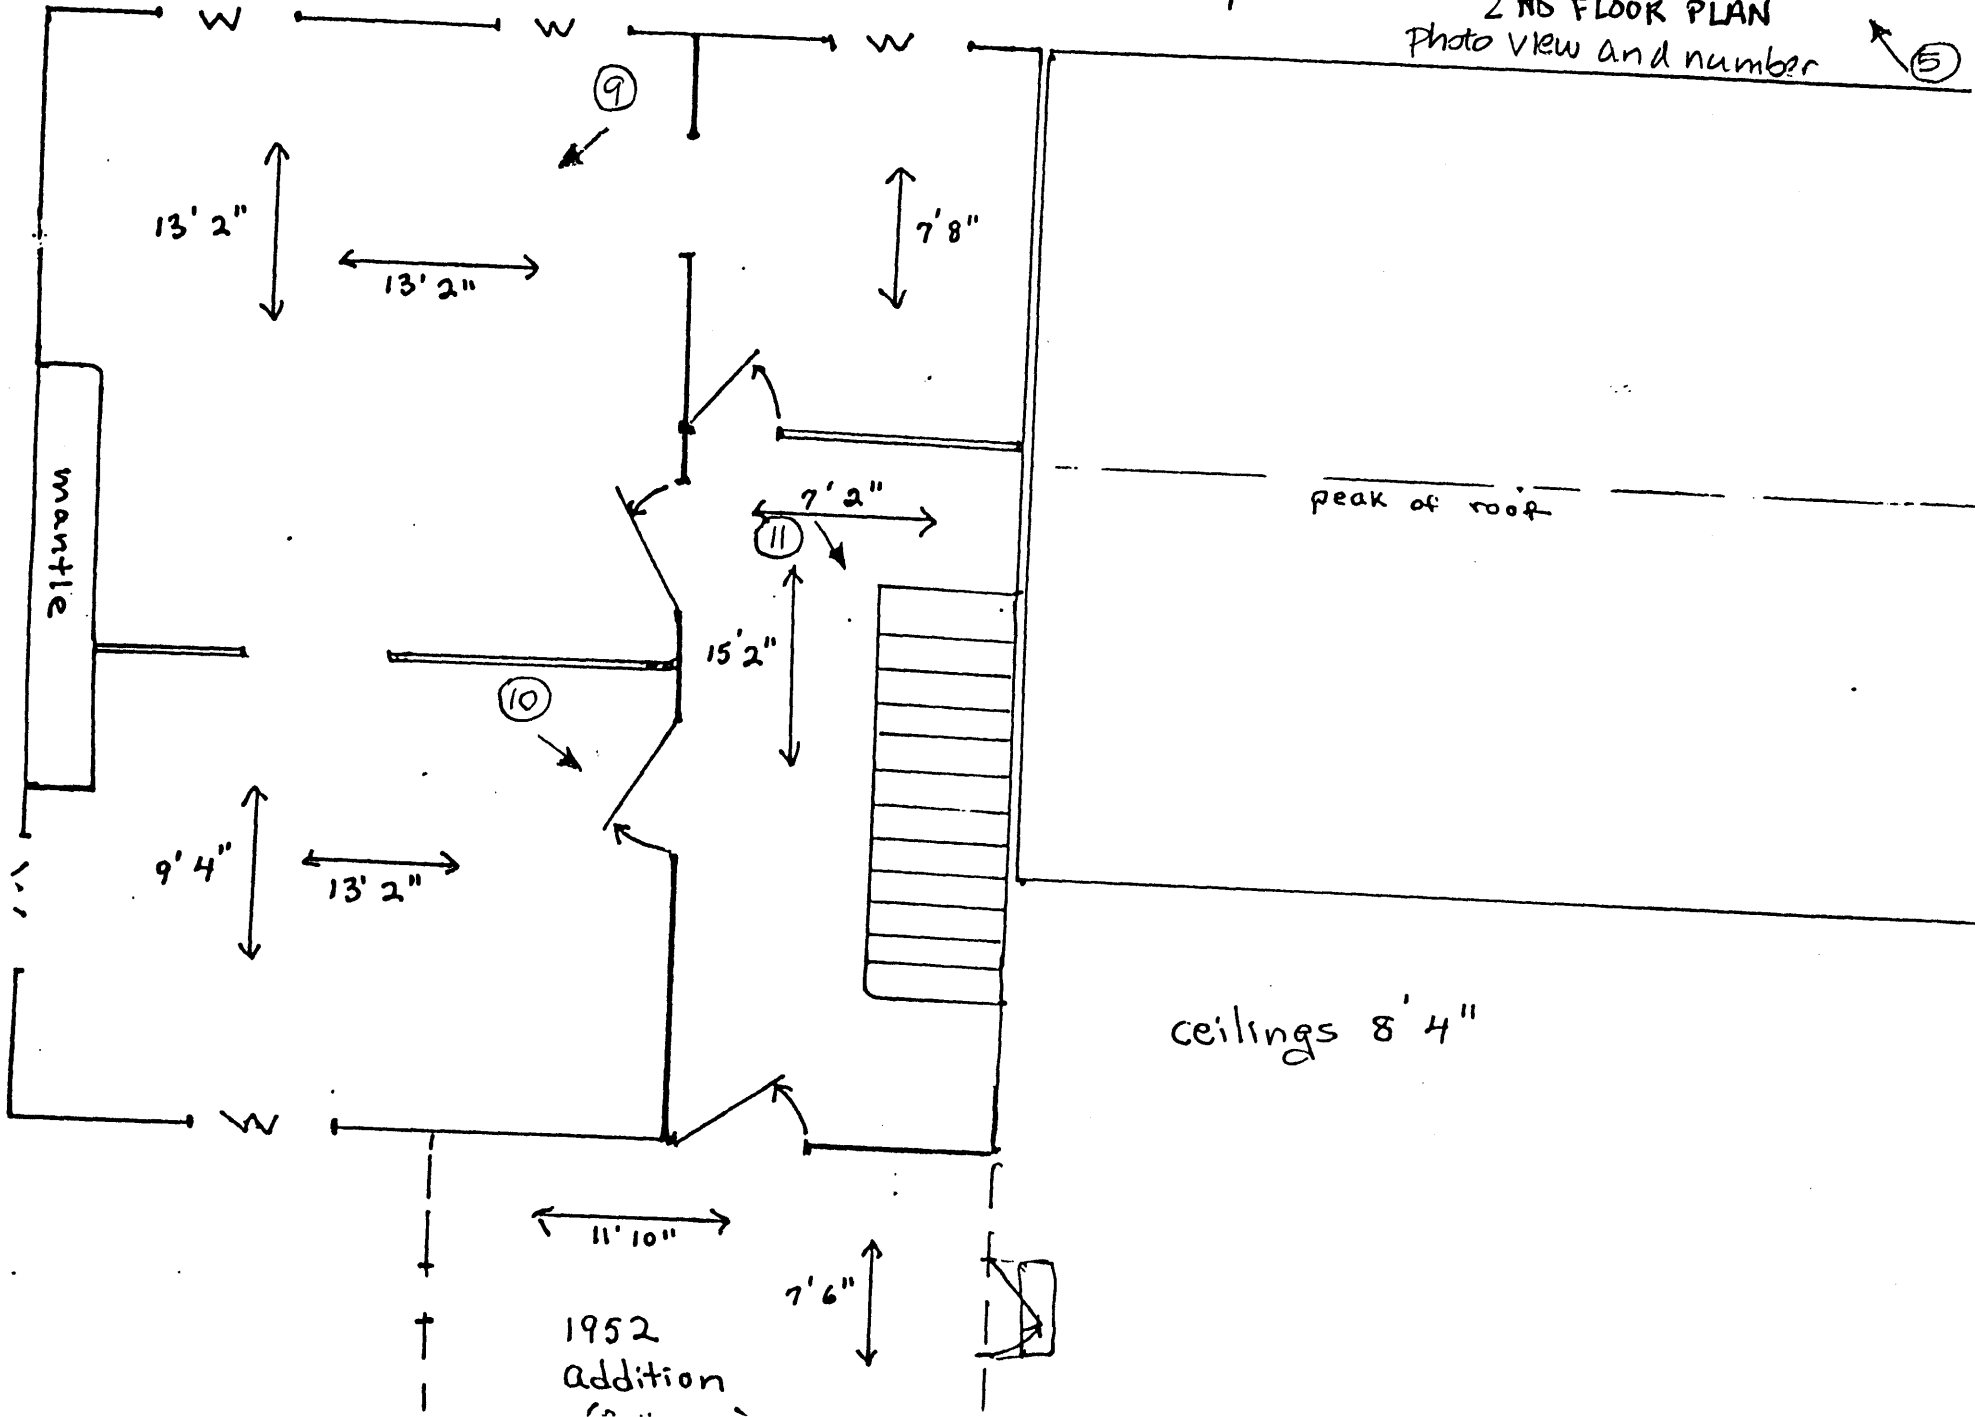 2ND FLOOR PLAN
Photo view and number
5
W
W
W
9
13' 2"
13' 2"
7' 8"
mantle
7' 2"
11
peak of roof
15' 2"
10
9' 4"
13' 2"
W
ceilings 8' 4"
W
11' 10"
7' 6"
1952
addition